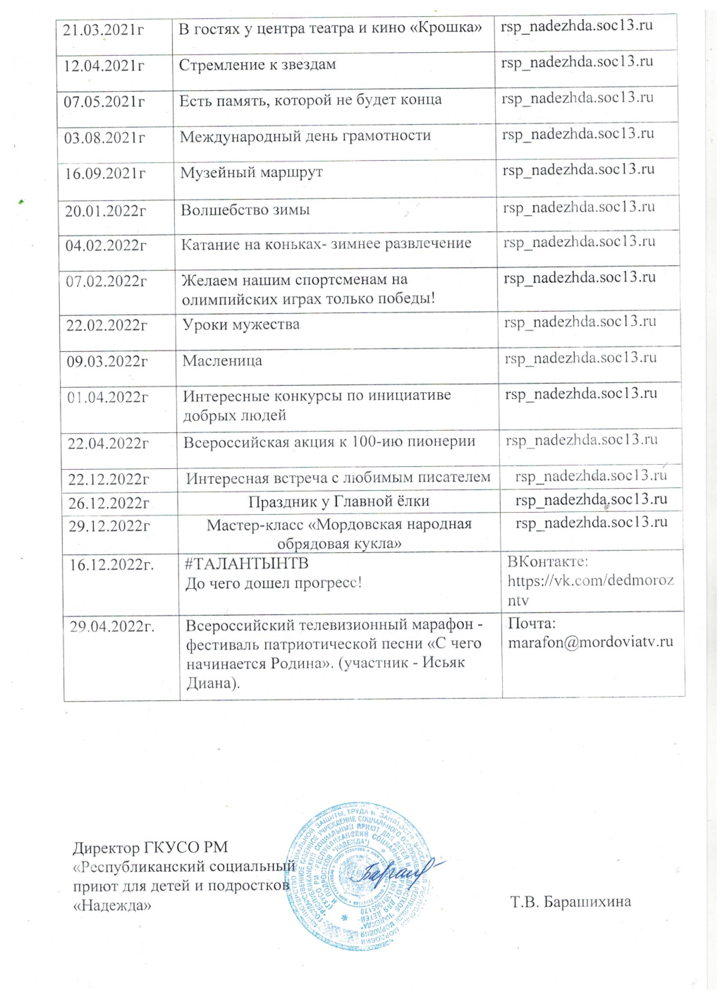 21.03.2021г В гостях у центра театра и кино «Крошка» rsp_nadezhda.soc13.ru
12.04.2021г Стремление к звездам rsp_nadezhda.soc13.ru
07.05.2021г Есть память, которой не будет конца rsp_nadezhda.soc13.ru
03.08.2021г Международный день грамотности rsp_nadezhda.soc13.ru
16.09.2021г Музейный маршрут rsp_nadezhda.soc13.ru
20.01.2022г Волшебство зимы rsp_nadezhda.soc13.ru
04.02.2022г Катание на коньках- зимнее развлечение rsp_nadezhda.soc13.ru
07.02.2022г Желаем нашим спортсменам на rsp_nadezhda.soc13.ru
олимпийских играх только победы!
22.02.2022г Уроки мужества rsp_nadezhda.soc13.ru
09.03.2022г Масленица rsp_nadezhda.soc13.ru
01.04.2022г Интересные конкурсы по инициативе rsp_nadezhda.soc13.ru
добрых людей
22.04.2022г Всероссийская акция к 100-ию пионерии rsp_nadezhda.soc13.ru
22.12.2022г Интересная встреча с любимым писателем rsp_nadezhda.soc13.ru
26.12.2022г Праздник у Главной ёлки rsp_nadezhda.soc13.ru
29.12.2022г Мастер-класс «Мордовская народная rsp_nadezhda.soc13.ru
обрядовая кукла»
16.12.2022г. #ТАЛАНТЫНТВ ВКонтакте:
До чего дошел прогресс! https://vk.com/dedmoroz
ntv
29.04.2022г. Всероссийский телевизионный марафон - Почта:
фестиваль патриотической песни «С чего marafon@mordoviatv.ru
начинается Родина». (участник - Исьяк
Диана).
Директор ГКУСО РМ
«Республиканский социальный
приют для детей и подростков
«Надежда» Т.В. Барашихина